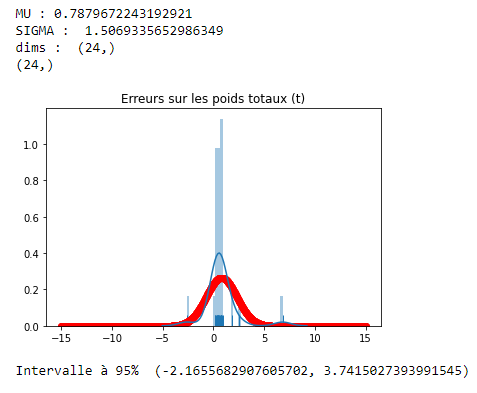 MU : 0.7879672243192921
SIGMA :  1.5069335652986349
dims :  (24,)
(24,)
Erreurs sur les poids totaux (t)
1.0
0.8
0.6
0.4
0.2
0.0
−15 −10 −5 0 5 10 15
Intervalle à 95%  (-2.1655682907605702, 3.7415027393991545)